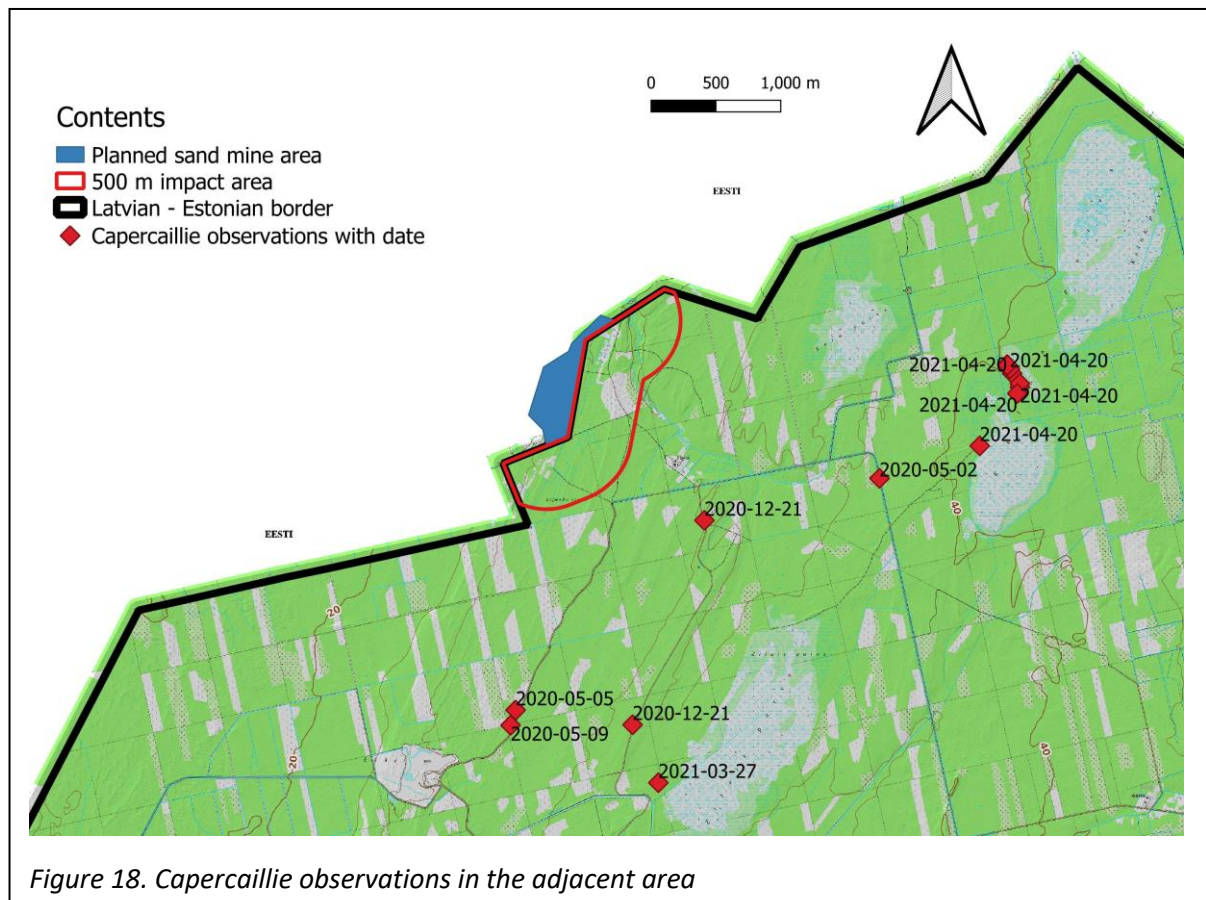 Contents
Planned sand mine area
500 m impact area
Latvian - Estonian border
Capercaillie observations with date
0 500 1,000 m
EESTI
2021-04-20 2021-04-20
2021-04-20 2021-04-20
2021-04-20
2020-05-02
40
2020-12-21
EESTI
20
2020-05-05
2020-12-21
2020-05-09
40
20
2021-03-27
Figure 18. Capercaillie observations in the adjacent area